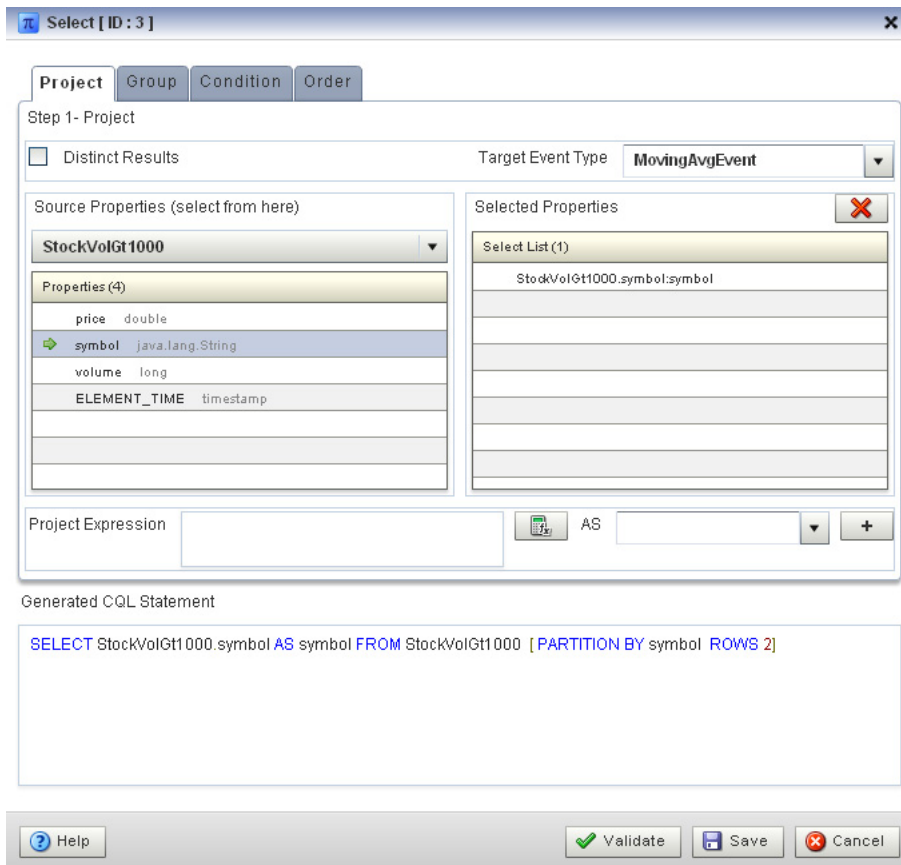 π Select [ ID : 3 ]
Project Group Condition Order
Step 1- Project
Distinct Results Target Event Type MovingAvgEvent
Source Properties (select from here) Selected Properties
StockVolGt1000 Select List (1)
StockVolGt1000.symbol:symbol
Properties (4)
price double
symbol java.lang.String
volume long
ELEMENT_TIME timestamp
Project Expression fx AS +
Generated CQL Statement
SELECT StockVolGt1000.symbol AS symbol FROM StockVolGt1000 [ PARTITION BY symbol ROWS 2]
? Help Validate Save Cancel